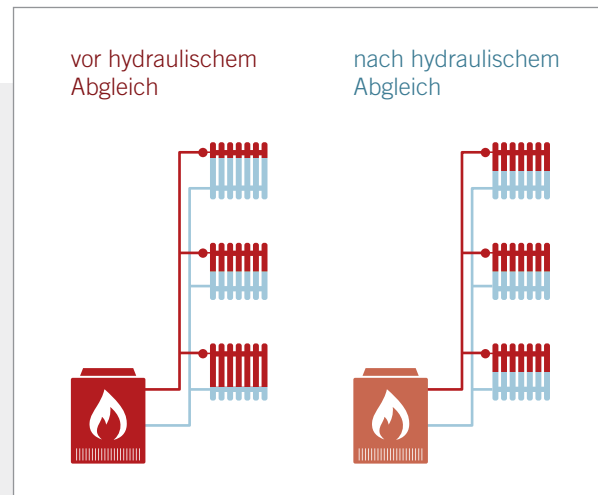 vor hydraulischem
Abgleich
nach hydraulischem
Abgleich